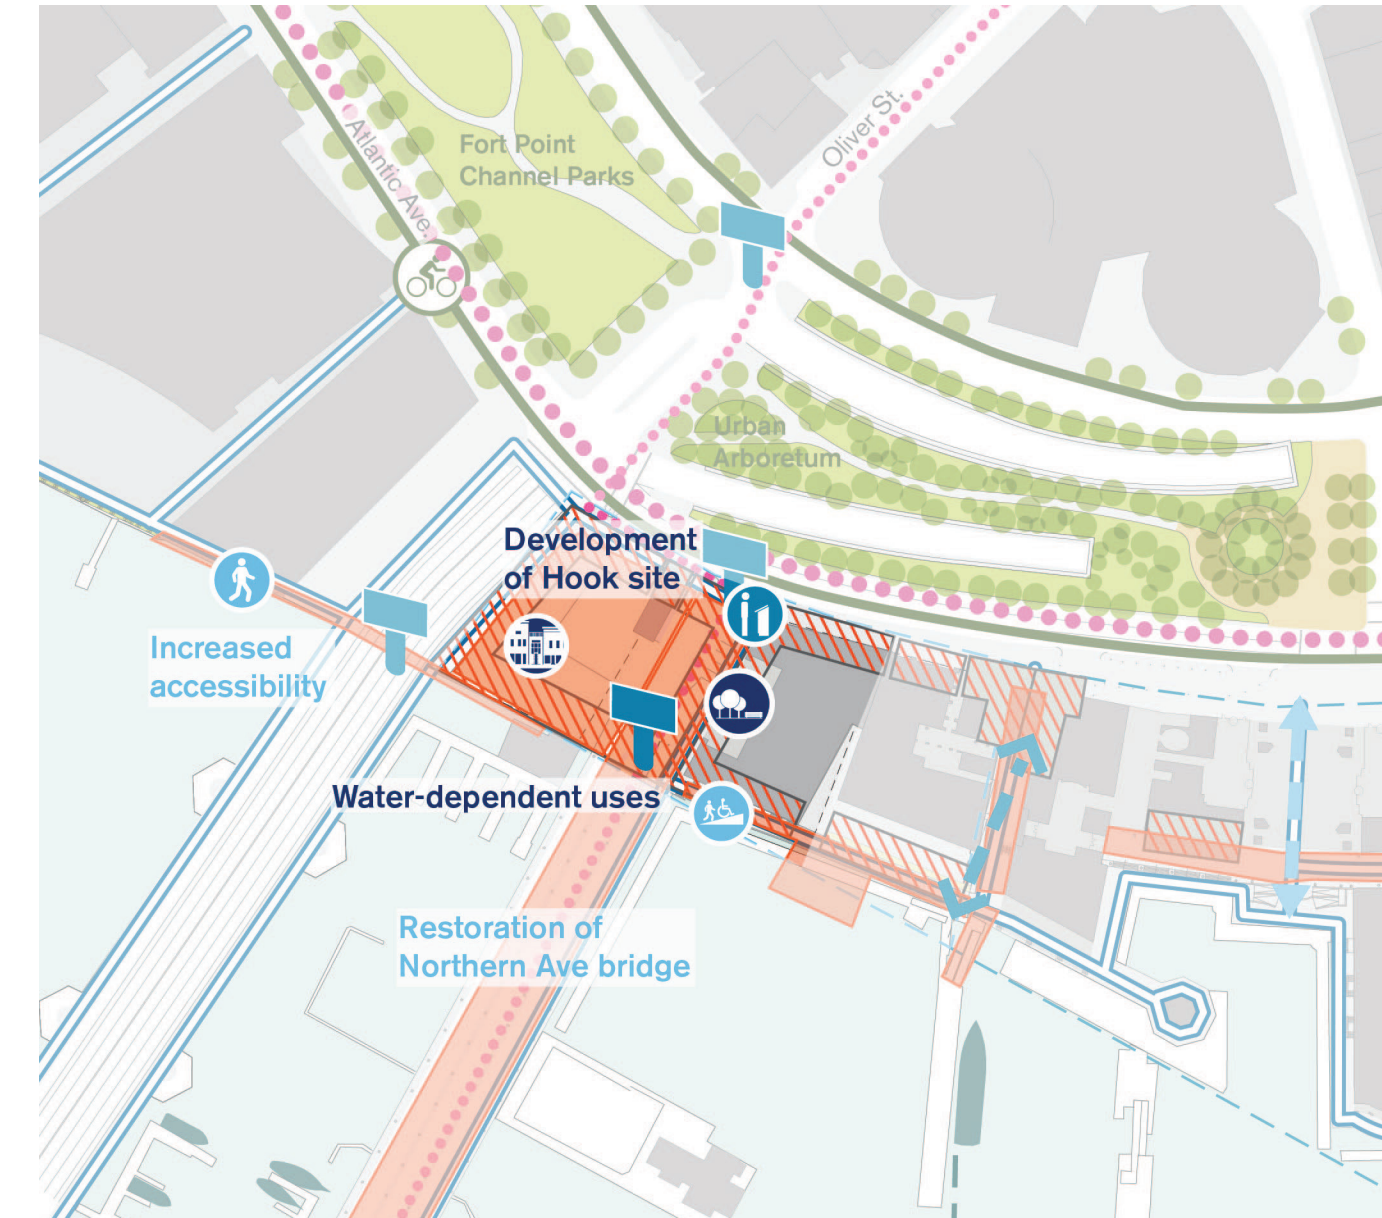 Atlantic Ave.
Fort Point
Channel Parks
Oliver St.
Urban
Arboretum
Development
of Hook site
Increased
accessibility
Water-dependent uses
Restoration of
Northern Ave bridge